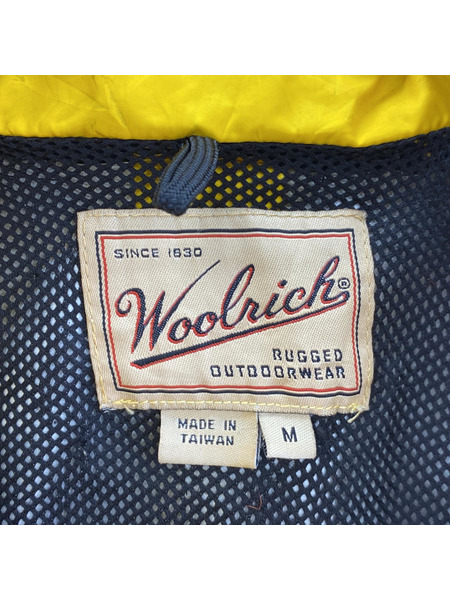 SINCE 1830
Woolrich®
RUGGED
OUTDOORWEAR
MADE IN
TAIWAN
M